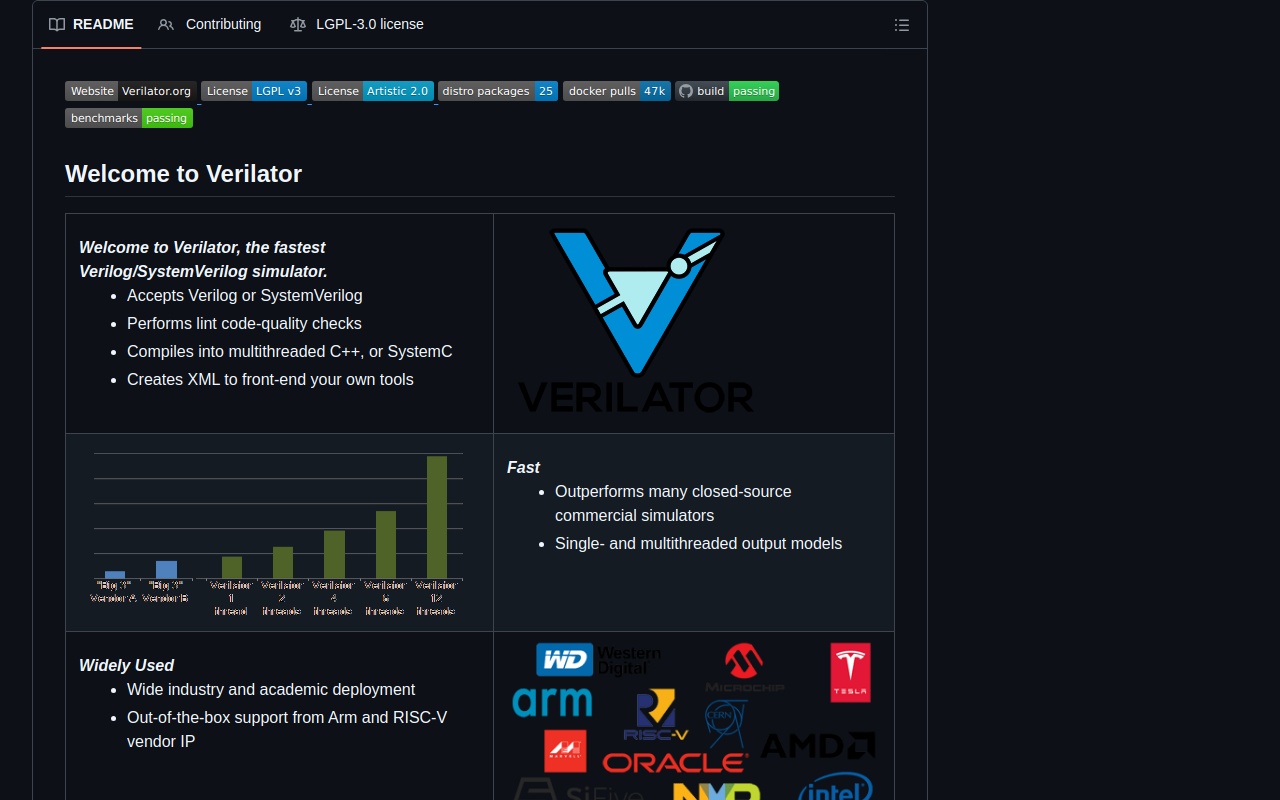 README
Contributing
LGPL-3.0 license
Website Verilator.org
License LGPL v3
License Artistic 2.0
distro packages 25
docker pulls 47k
build passing
benchmarks passing
Welcome to Verilator
Welcome to Verilator, the fastest
Verilog/SystemVerilog simulator.
Accepts Verilog or SystemVerilog
Performs lint code-quality checks
Compiles into multithreaded C++, or SystemC
Creates XML to front-end your own tools
VERILATOR
"Big 3" Vendor A
"Big 3" Vendor B
Verilator 1 thread
Verilator 2 threads
Verilator 4 threads
Verilator threads
Verilator threads
Fast
Outperforms many closed-source
commercial simulators
Single- and multithreaded output models
Widely Used
Wide industry and academic deployment
Out-of-the-box support from Arm and RISC-V
vendor IP
WD Western
Digital
MICROCHIP
TESLA
arm
RISC-V
CERN
MARVELL
ORACLE
AMD
SiFive
NXP
intel